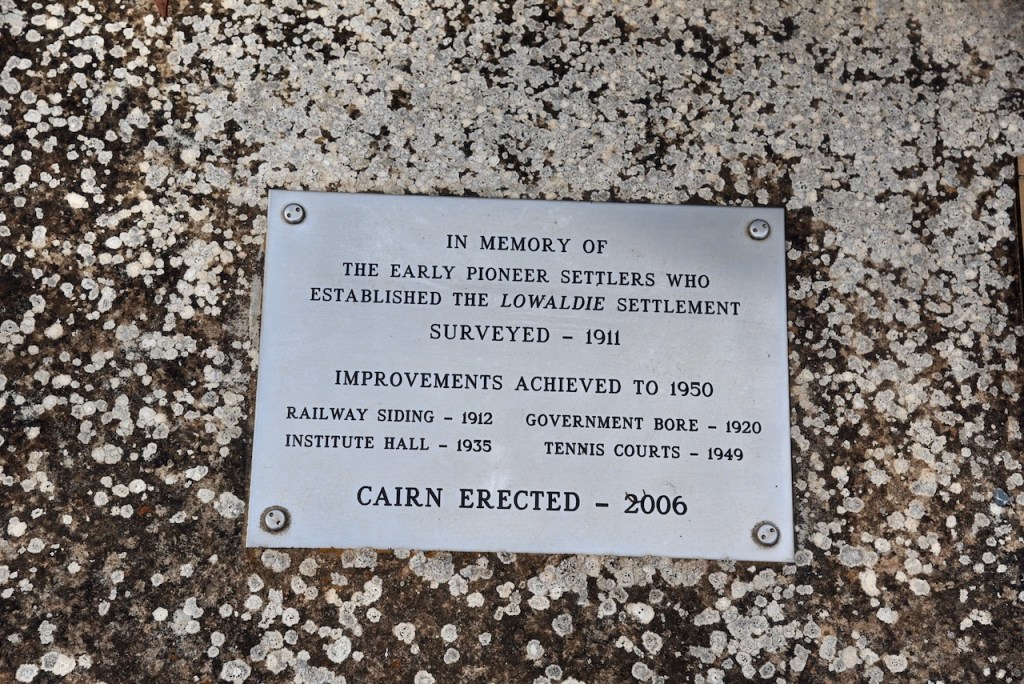 IN MEMORY OF
THE EARLY PIONEER SETTLERS WHO
ESTABLISHED THE LOWALDIE SETTLEMENT
SURVEYED – 1911
IMPROVEMENTS ACHIEVED TO 1950
RAILWAY SIDING – 1912 GOVERNMENT BORE – 1920
INSTITUTE HALL – 1935 TENNIS COURTS – 1949
CAIRN ERECTED – 2006